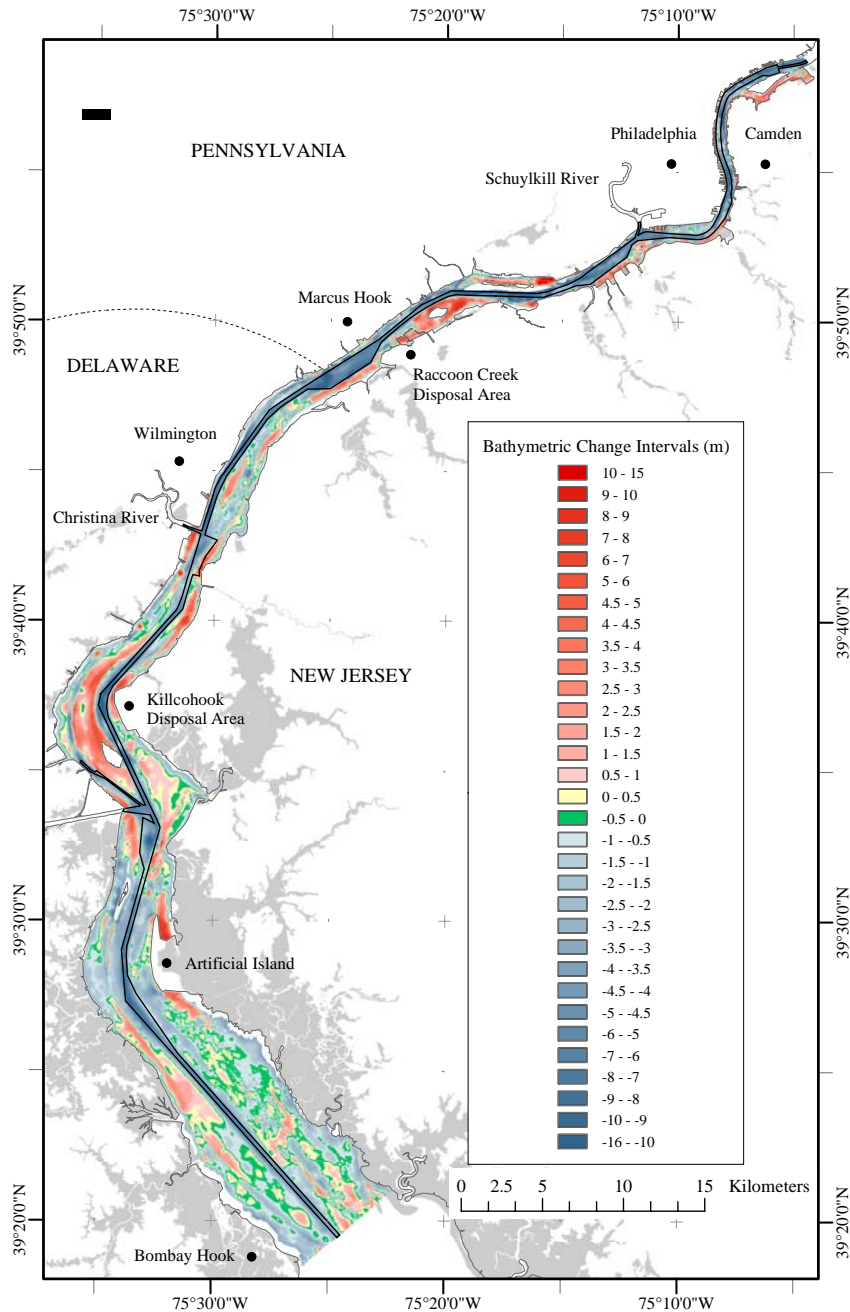 75°30'0"W
75°20'0"W
75°10'0"W
Philadelphia
Camden
PENNSYLVANIA
Schuylkill River
Marcus Hook
39°50'0"N
39°50'0"N
DELAWARE
Raccoon Creek
Disposal Area
Wilmington
Christina River
Bathymetric Change Intervals (m)
10 - 15
9 - 10
8 - 9
7 - 8
6 - 7
5 - 6
4.5 - 5
4 - 4.5
3.5 - 4
3 - 3.5
2.5 - 3
2 - 2.5
1.5 - 2
1 - 1.5
0.5 - 1
0 - 0.5
-0.5 - 0
-1 - -0.5
-1.5 - -1
-2 - -1.5
-2.5 - -2
-3 - -2.5
-3.5 - -3
-4 - -3.5
-4.5 - -4
-5 - -4.5
-6 - -5
-7 - -6
-8 - -7
-9 - -8
-10 - -9
-16 - -10
39°40'0"N
39°40'0"N
NEW JERSEY
Killcohook
Disposal Area
39°30'0"N
39°30'0"N
Artificial Island
0 2.5 5 10 15 Kilometers
39°20'0"N
39°20'0"N
Bombay Hook
75°30'0"W
75°20'0"W
75°10'0"W